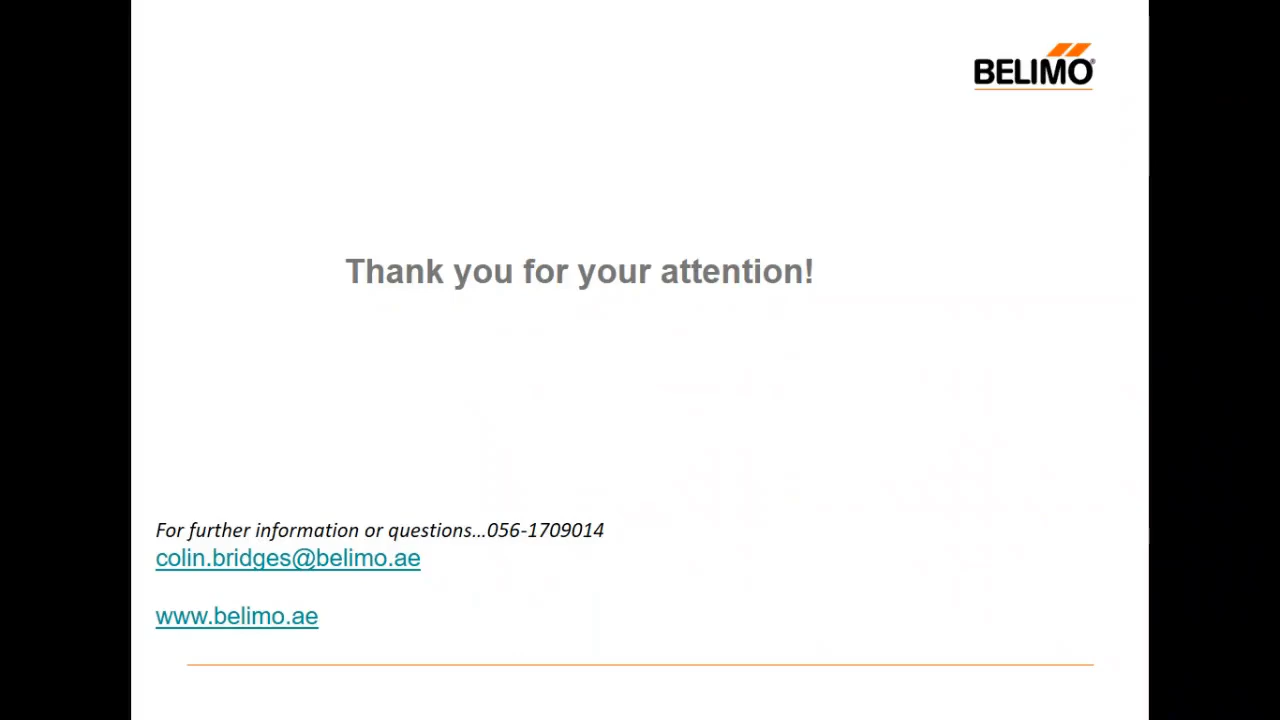 BELIMO®
Thank you for your attention!
For further information or questions...056-1709014
colin.bridges@belimo.ae
www.belimo.ae